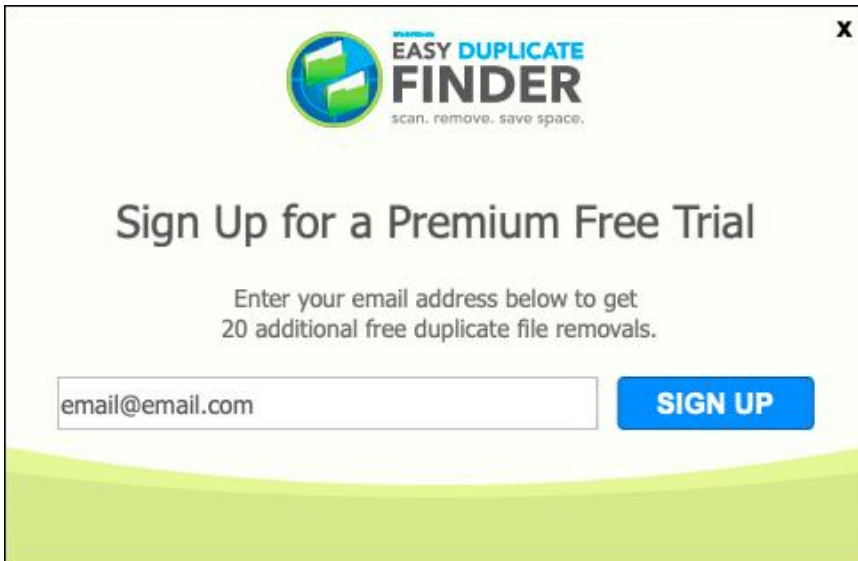 X
EASY DUPLICATE
FINDER
scan. remove. save space.
Sign Up for a Premium Free Trial
Enter your email address below to get
20 additional free duplicate file removals.
email@email.com
SIGN UP